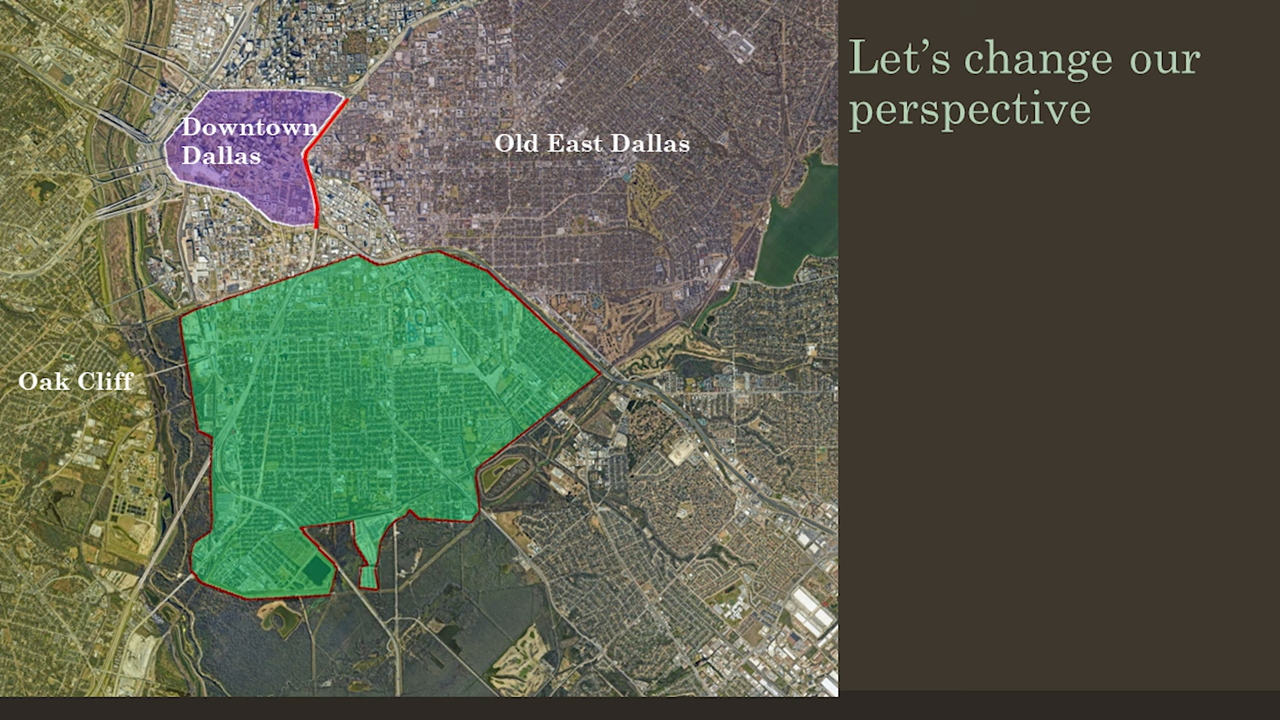 Let’s change our
perspective
Downtown
Dallas
Old East Dallas
Oak Cliff